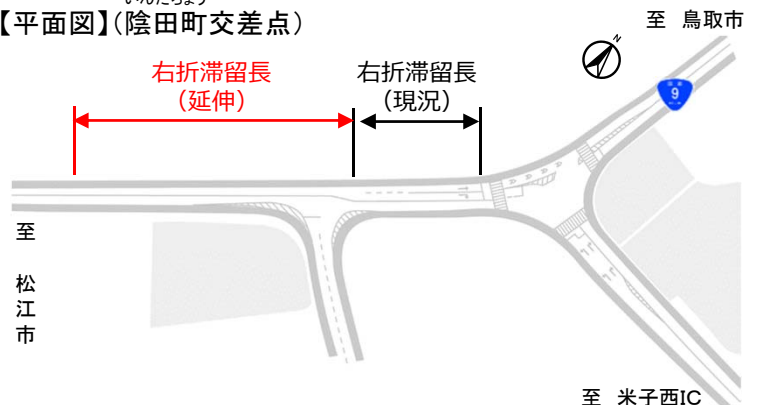 いんだちょう
【平面図】(陰田町交差点)
至 鳥取市
N
右折滞留長
(延伸)
右折滞留長
(現況)
9
至
松
江
市
至 米子西IC